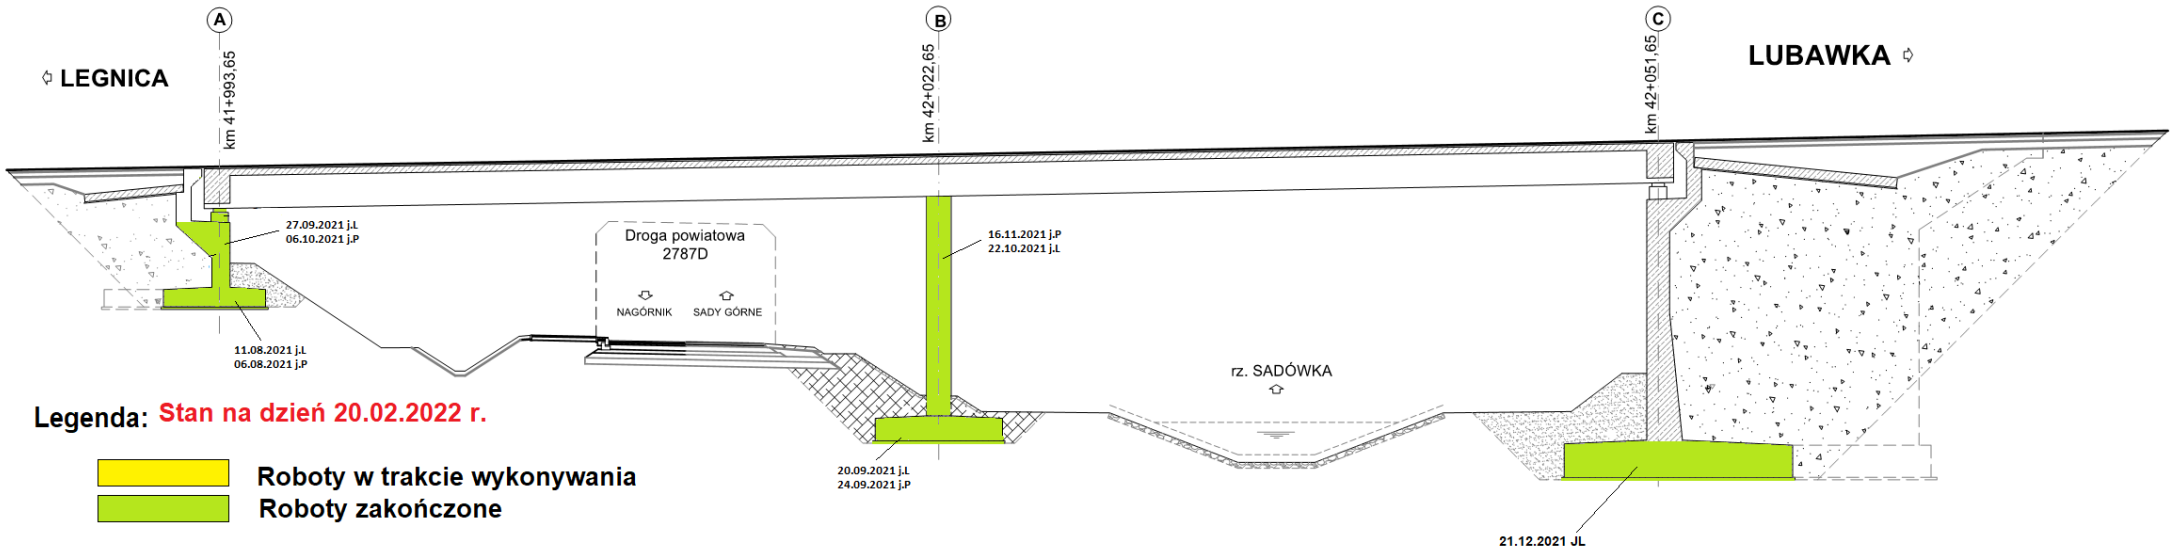 A
B
C
LEGNICA
LUBAWKA
km 41+993,65
km 42+022,65
km 42+051,65
27.09.2021 j.L
06.10.2021 j.P
Droga powiatowa
2787D
NAGÓRNIK
SADY GÓRNE
16.11.2021 j.P
22.10.2021 j.L
11.08.2021 j.L
06.08.2021 j.P
rz. SADÓWKA
Legenda: Stan na dzień 20.02.2022 r.
Roboty w trakcie wykonywania
Roboty zakończone
20.09.2021 j.L
24.09.2021 j.P
21.12.2021 JL